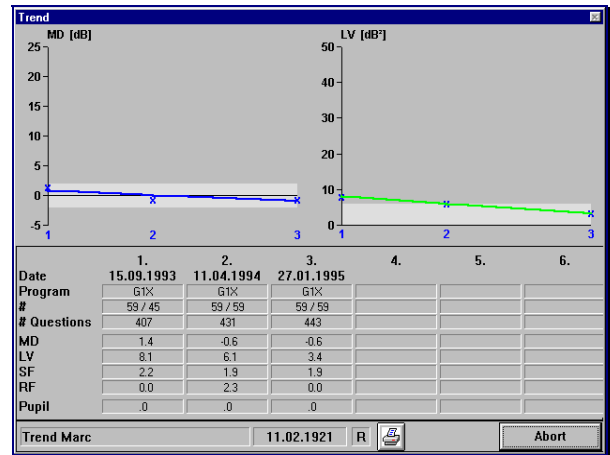 Trend
MD [dB]
25
20
15
10
5
0
-5
1 2 3
LV [dB²]
50
40
30
20
10
0
1 2 3
1. 2. 3. 4. 5. 6.
Date 15.09.1993 11.04.1994 27.01.1995
Program G1X G1X G1X
# 59 / 45 59 / 59 59 / 59
# Questions 407 431 443
MD 1.4 -0.6 -0.6
LV 8.1 6.1 3.4
SF 2.2 1.9 1.9
RF 0.0 2.3 0.0
Pupil .0 .0 .0
Trend Marc 11.02.1921 R Abort